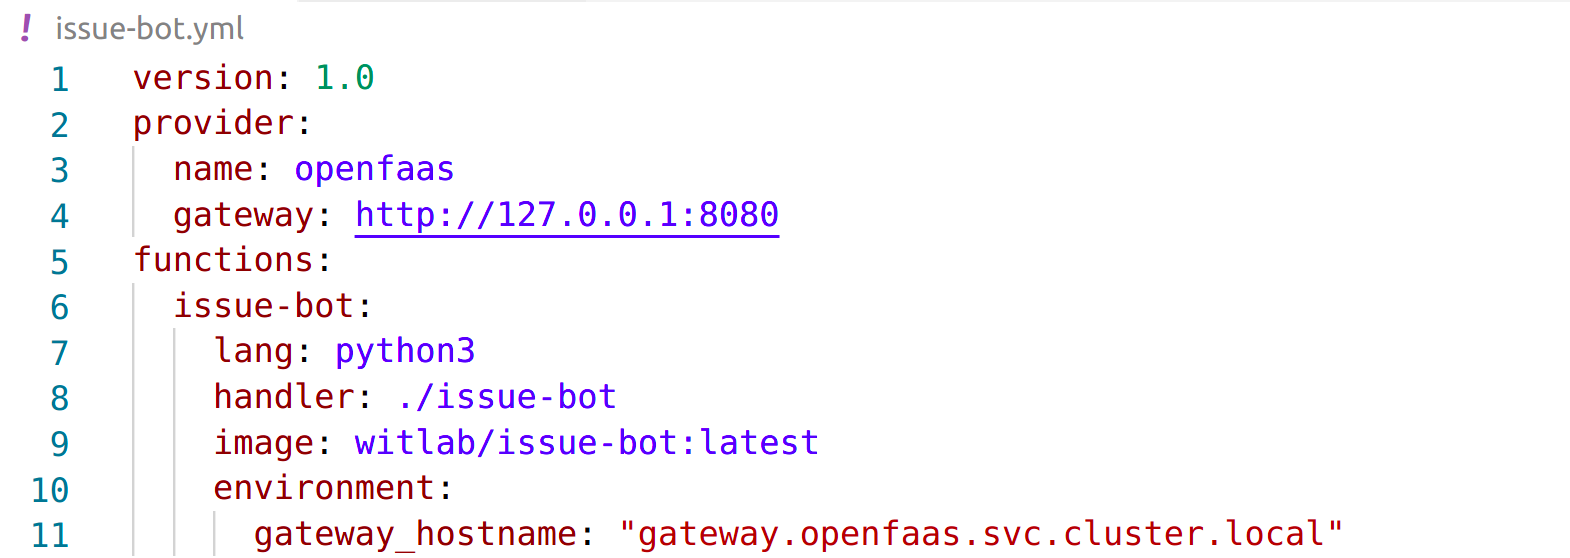 ! issue-bot.yml
1 version: 1.0
2 provider:
3   name: openfaas
4   gateway: http://127.0.0.1:8080
5 functions:
6   issue-bot:
7     lang: python3
8     handler: ./issue-bot
9     image: witlab/issue-bot:latest
10     environment:
11       gateway_hostname: "gateway.openfaas.svc.cluster.local"